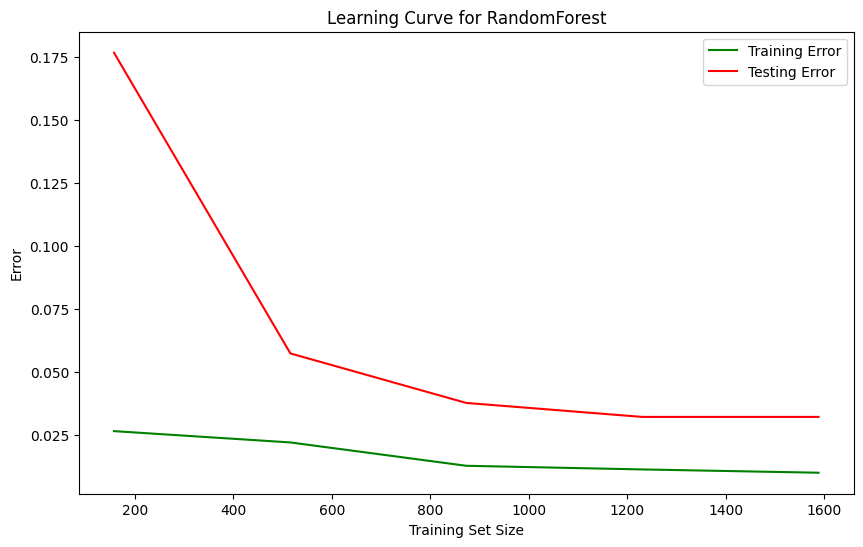 Learning Curve for RandomForest
Training Error
Testing Error
0.175
0.150
0.125
0.100
0.075
0.050
0.025
Error
200 400 600 800 1000 1200 1400 1600
Training Set Size